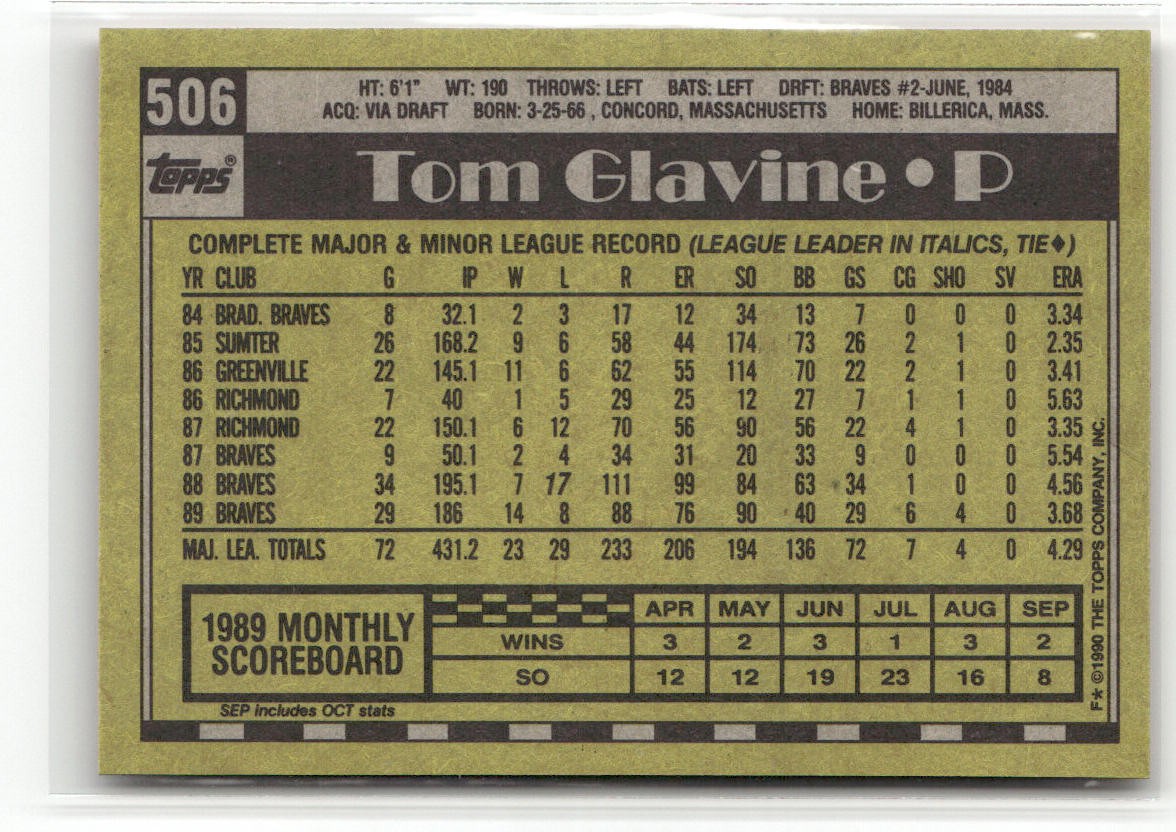 506
HT: 6'1" WT: 190 THROWS: LEFT BATS: LEFT DRFT: BRAVES #2-JUNE, 1984
ACQ: VIA DRAFT BORN: 3-25-66 , CONCORD, MASSACHUSETTS HOME: BILLERICA, MASS.
Topps®
Tom Glavine • P
COMPLETE MAJOR & MINOR LEAGUE RECORD (LEAGUE LEADER IN ITALICS, TIE♦)
YR CLUB G IP W L R ER SO BB GS CG SHO SV ERA
84 BRAD. BRAVES 8 32.1 2 3 17 12 34 13 7 0 0 0 3.34
85 SUMTER 26 168.2 9 6 58 44 174 73 26 2 1 0 2.35
86 GREENVILLE 22 145.1 11 6 62 55 114 70 22 2 1 0 3.41
86 RICHMOND 7 40 1 5 29 25 12 27 7 1 1 0 5.63
87 RICHMOND 22 150.1 6 12 70 56 90 56 22 4 1 0 3.35
87 BRAVES 9 50.1 2 4 34 31 20 33 9 0 0 0 5.54
88 BRAVES 34 195.1 7 17 111 99 84 63 34 1 0 0 4.56
89 BRAVES 29 186 14 8 88 76 90 40 29 6 4 0 3.68
MAJ. LEA. TOTALS 72 431.2 23 29 233 206 194 136 72 7 4 0 4.29
1989 MONTHLY
SCOREBOARD
APR MAY JUN JUL AUG SEP
WINS 3 2 3 1 3 2
SO 12 12 19 23 16 8
SEP includes OCT stats
F* ©1990 THE TOPPS COMPANY, INC.